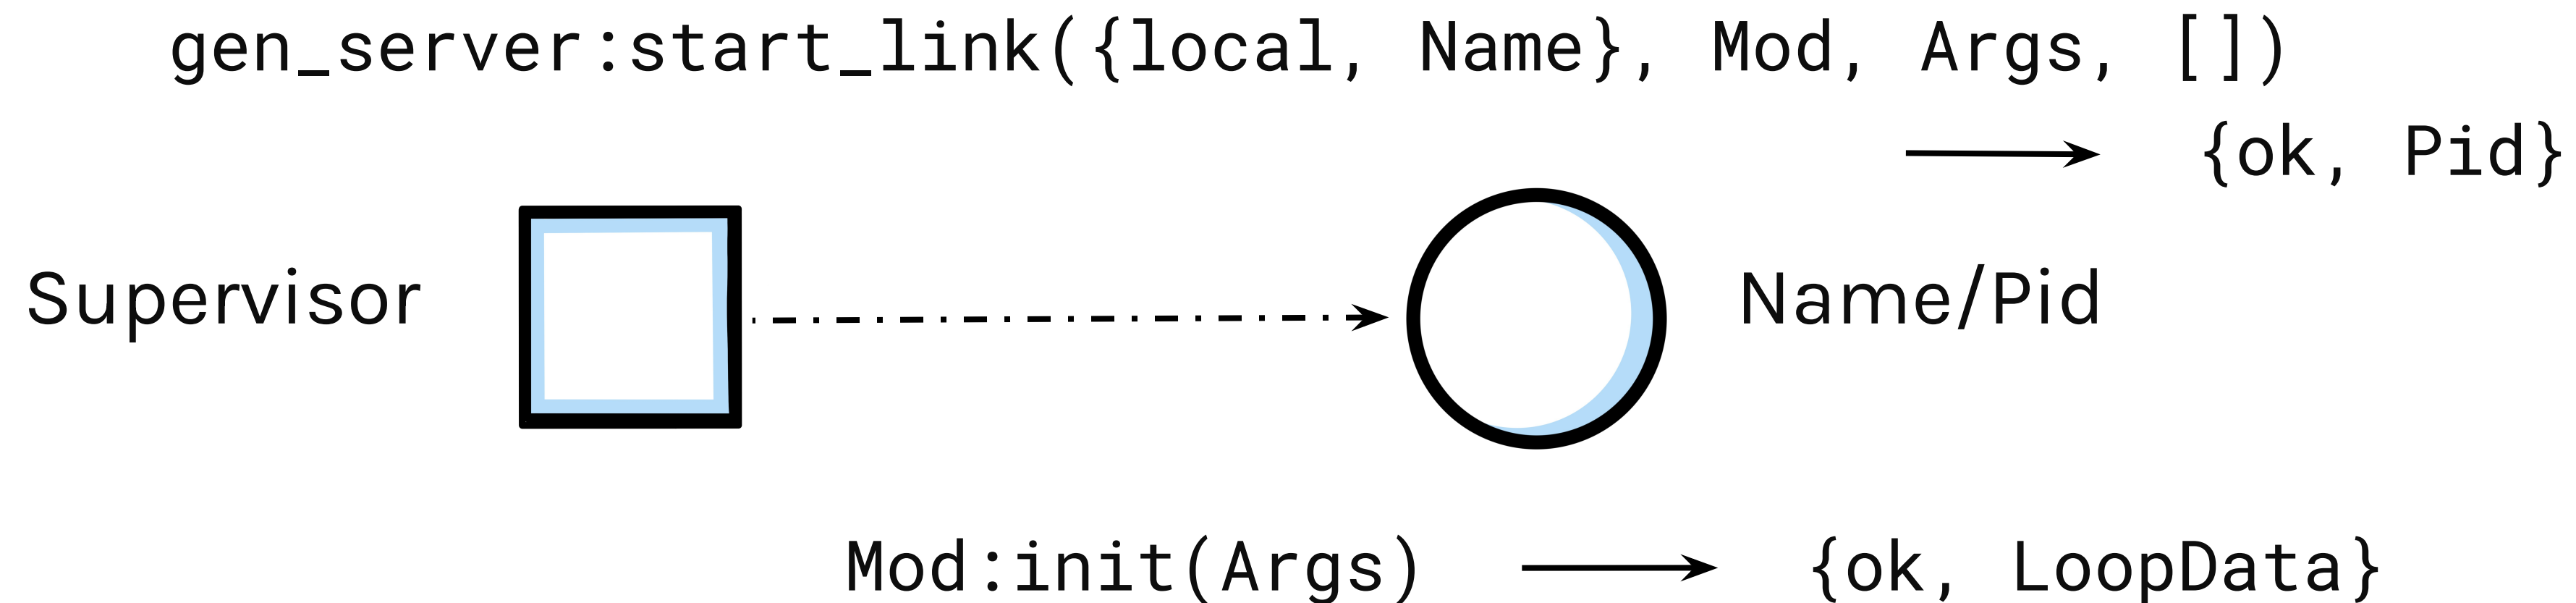 gen_server:start_link({local, Name}, Mod, Args, [])
{ok, Pid}
Supervisor
Name/Pid
Mod:init(Args)
{ok, LoopData}